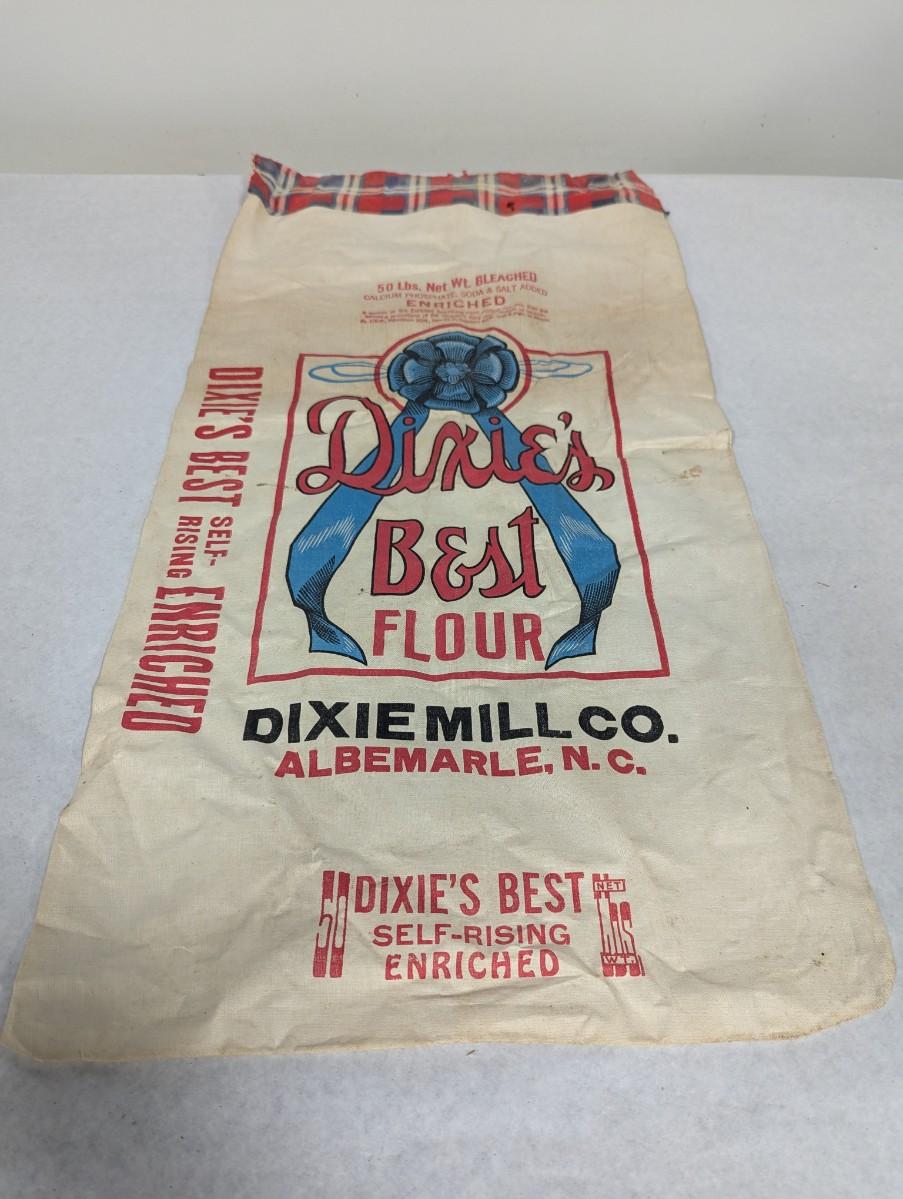 50 Lbs. Net Wt. BLEACHED
CALCIUM PHOSPHATE, SODA & SALT ADDED
ENRICHED
Dixie's
Best
FLOUR
DIXIE MILL CO.
ALBEMARLE, N. C.
DIXIE'S BEST SELF-RISING ENRICHED
50 DIXIE'S BEST NET lbs WT.
SELF-RISING
ENRICHED